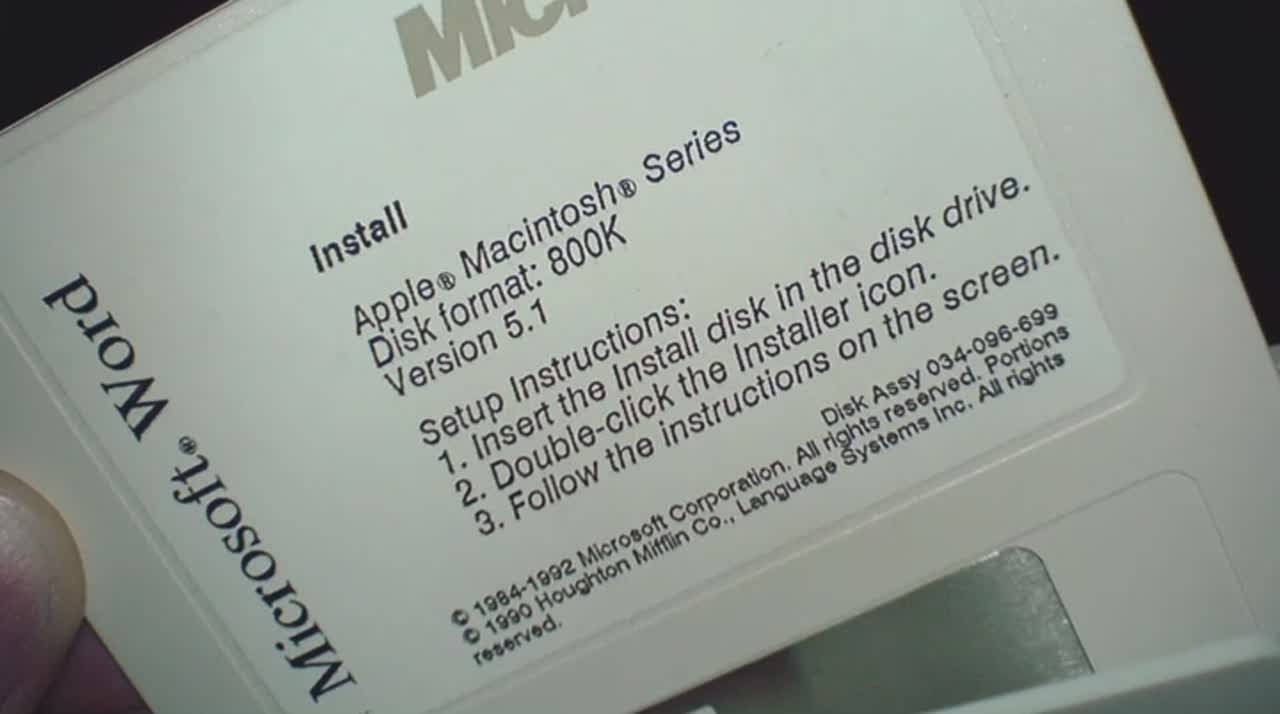 Install
Apple® Macintosh® Series
Disk format: 800K
Version 5.1
Setup Instructions:
1. Insert the Install disk in the disk drive.
2. Double-click the Installer icon.
3. Follow the instructions on the screen.
Disk Assy 034-096-699
© 1984-1992 Microsoft Corporation. All rights reserved. Portions
© 1990 Houghton Mifflin Co., Language Systems Inc. All rights
reserved.
Microsoft® Word